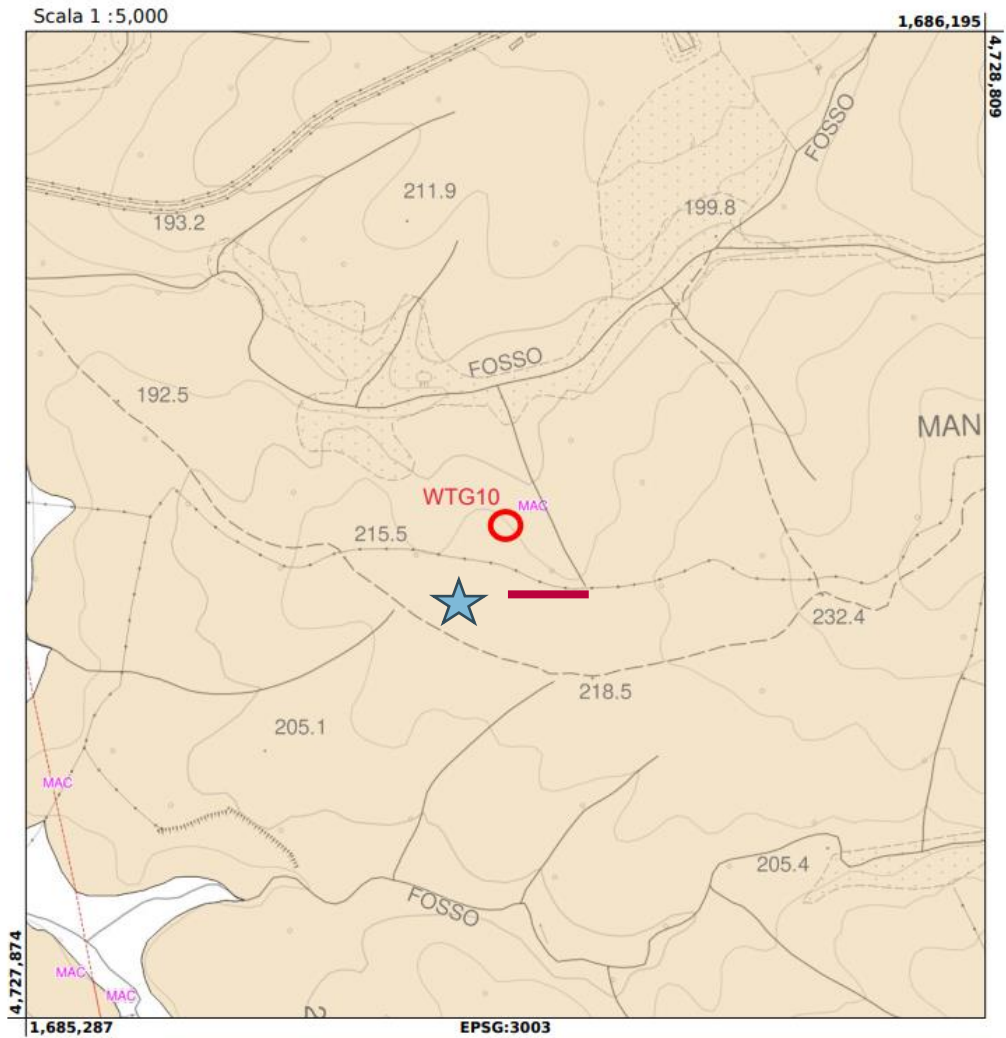 Scala 1 :5,000
1,686,195
4,728,809
FOSSO
211.9
199.8
193.2
FOSSO
192.5
MAN
WTG10
MAC
215.5
232.4
218.5
205.1
MAC
205.4
FOSSO
4,727,874
MAC
MAC
2
1,685,287
EPSG:3003